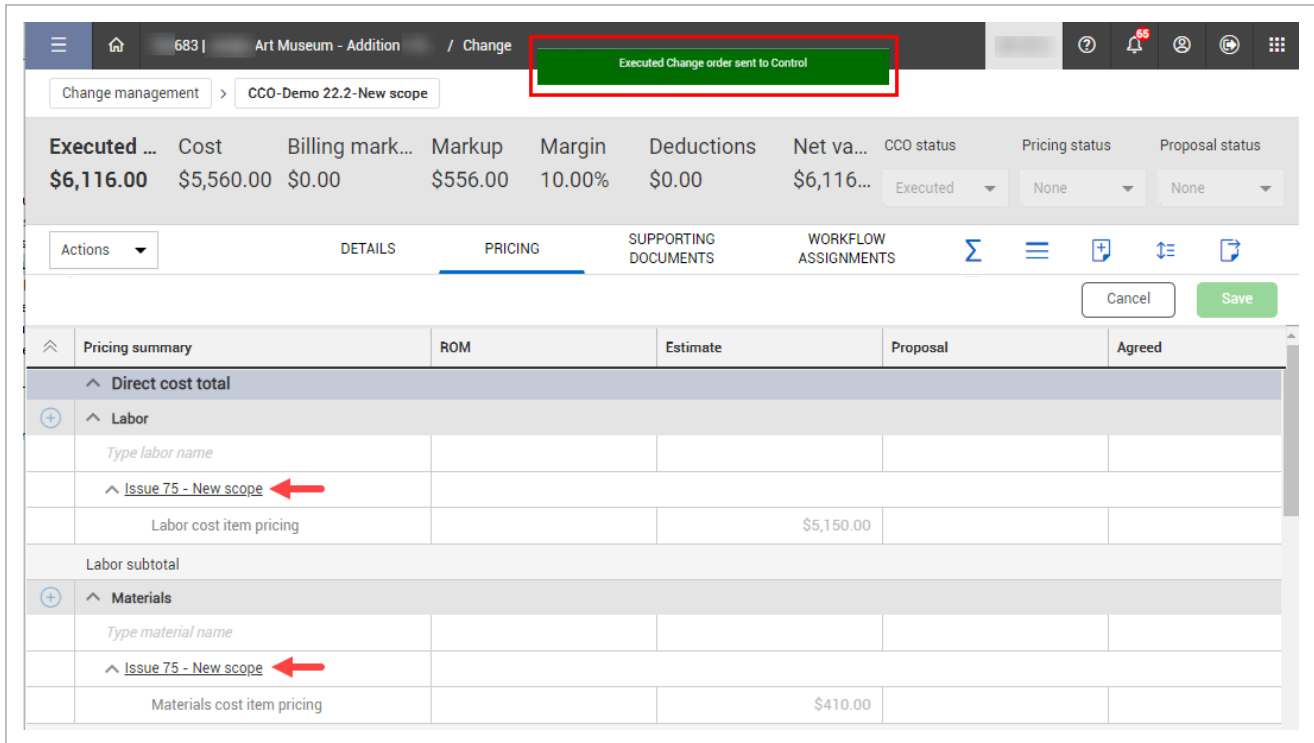 683 | Art Museum - Addition / Change
65
Executed Change order sent to Control
Change management > CCO-Demo 22.2-New scope
Executed ... Cost Billing mark... Markup Margin Deductions Net va... CCO status Pricing status Proposal status
$6,116.00 $5,560.00 $0.00 $556.00 10.00% $0.00 $6,116... Executed None None
Actions DETAILS PRICING SUPPORTING DOCUMENTS WORKFLOW ASSIGNMENTS
Cancel Save
Pricing summary ROM Estimate Proposal Agreed
Direct cost total
Labor
Type labor name
Issue 75 - New scope
Labor cost item pricing $5,150.00
Labor subtotal
Materials
Type material name
Issue 75 - New scope
Materials cost item pricing $410.00